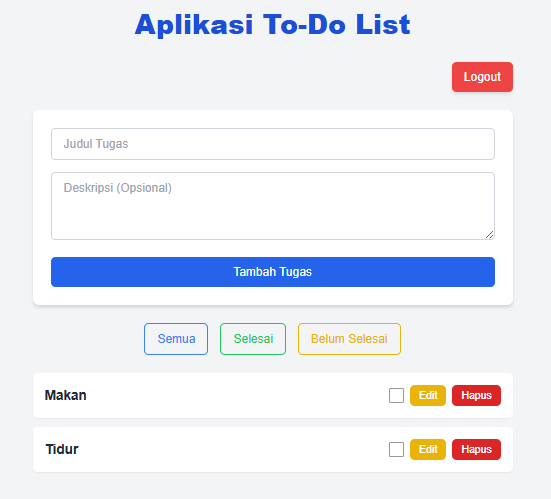 Aplikasi To-Do List
Logout
Judul Tugas
Deskripsi (Opsional)
Tambah Tugas
Semua Selesai Belum Selesai
Makan Edit Hapus
Tidur Edit Hapus